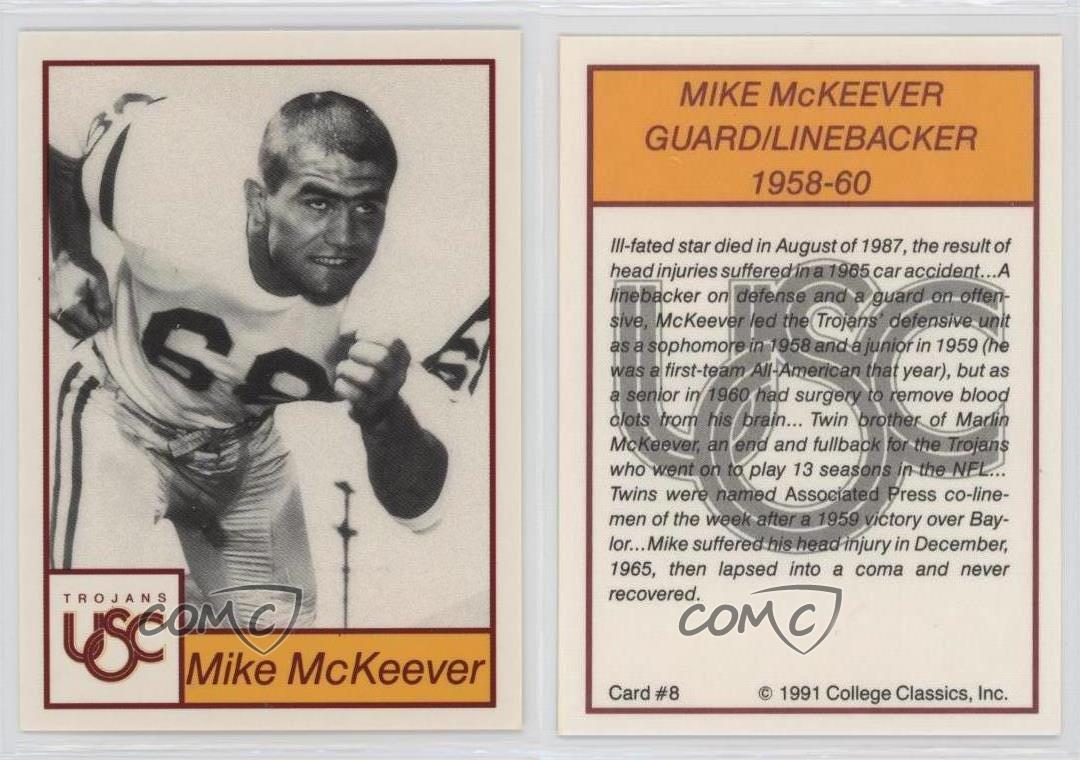 68
TROJANS
USC
Mike McKeever
COMC
MIKE McKEEVER
GUARD/LINEBACKER
1958-60
Ill-fated star died in August of 1987, the result of
head injuries suffered in a 1965 car accident...A
linebacker on defense and a guard on offen-
sive, McKeever led the Trojans' defensive unit
as a sophomore in 1958 and a junior in 1959 (he
was a first-team All-American that year), but as
a senior in 1960 had surgery to remove blood
clots from his brain... Twin brother of Marlin
McKeever, an end and fullback for the Trojans
who went on to play 13 seasons in the NFL...
Twins were named Associated Press co-line-
men of the week after a 1959 victory over Bay-
lor...Mike suffered his head injury in December,
1965, then lapsed into a coma and never
recovered.
USC
COMC
Card #8 © 1991 College Classics, Inc.